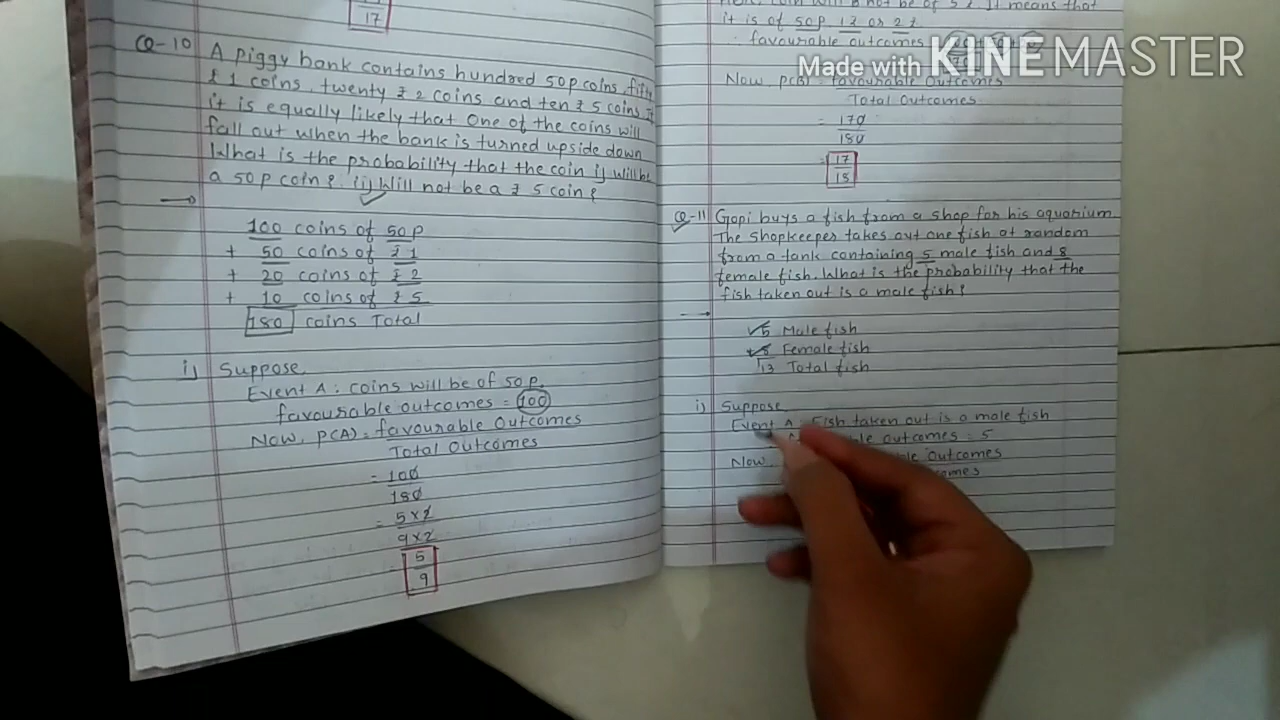 17
Q-10 A piggy bank contains hundred 50p coins, fifty
₹ 1 coins, twenty ₹ 2 coins and ten ₹ 5 coins. If
it is equally likely that one of the coins will
fall out when the bank is turned upside down
What is the probability that the coin i) will be
a 50p coin? ii) Will not be a ₹ 5 coin?
100 coins of 50p
+ 50 coins of ₹ 1
+ 20 coins of ₹ 2
+ 10 coins of ₹ 5
180 coins Total
i) Suppose
Event A: coins will be of 50p.
favourable outcomes = 100
Now, P(A) = favourable Outcomes
Total Outcomes
= 100
180
= 5 × 2
9 × 2
5
9
not be of 5 ₹ It means that
it is of 50p 1₹ or 2₹
∴ favourable outcomes
Made with KINEMASTER
Now, P(A) = favourable Outcomes
Total Outcomes
= 170
180
= 17
18
Q-11 Gopi buys a fish from a shop for his aquarium
The shopkeeper takes out one fish at random
from a tank containing 5 male fish and 8
female fish. What is the probability that the
fish taken out is a male fish?
5 Male fish
8 Female fish
13 Total fish
i) Suppose
Event A: Fish taken out is a male fish
outcomes = 5
Now, Outcomes